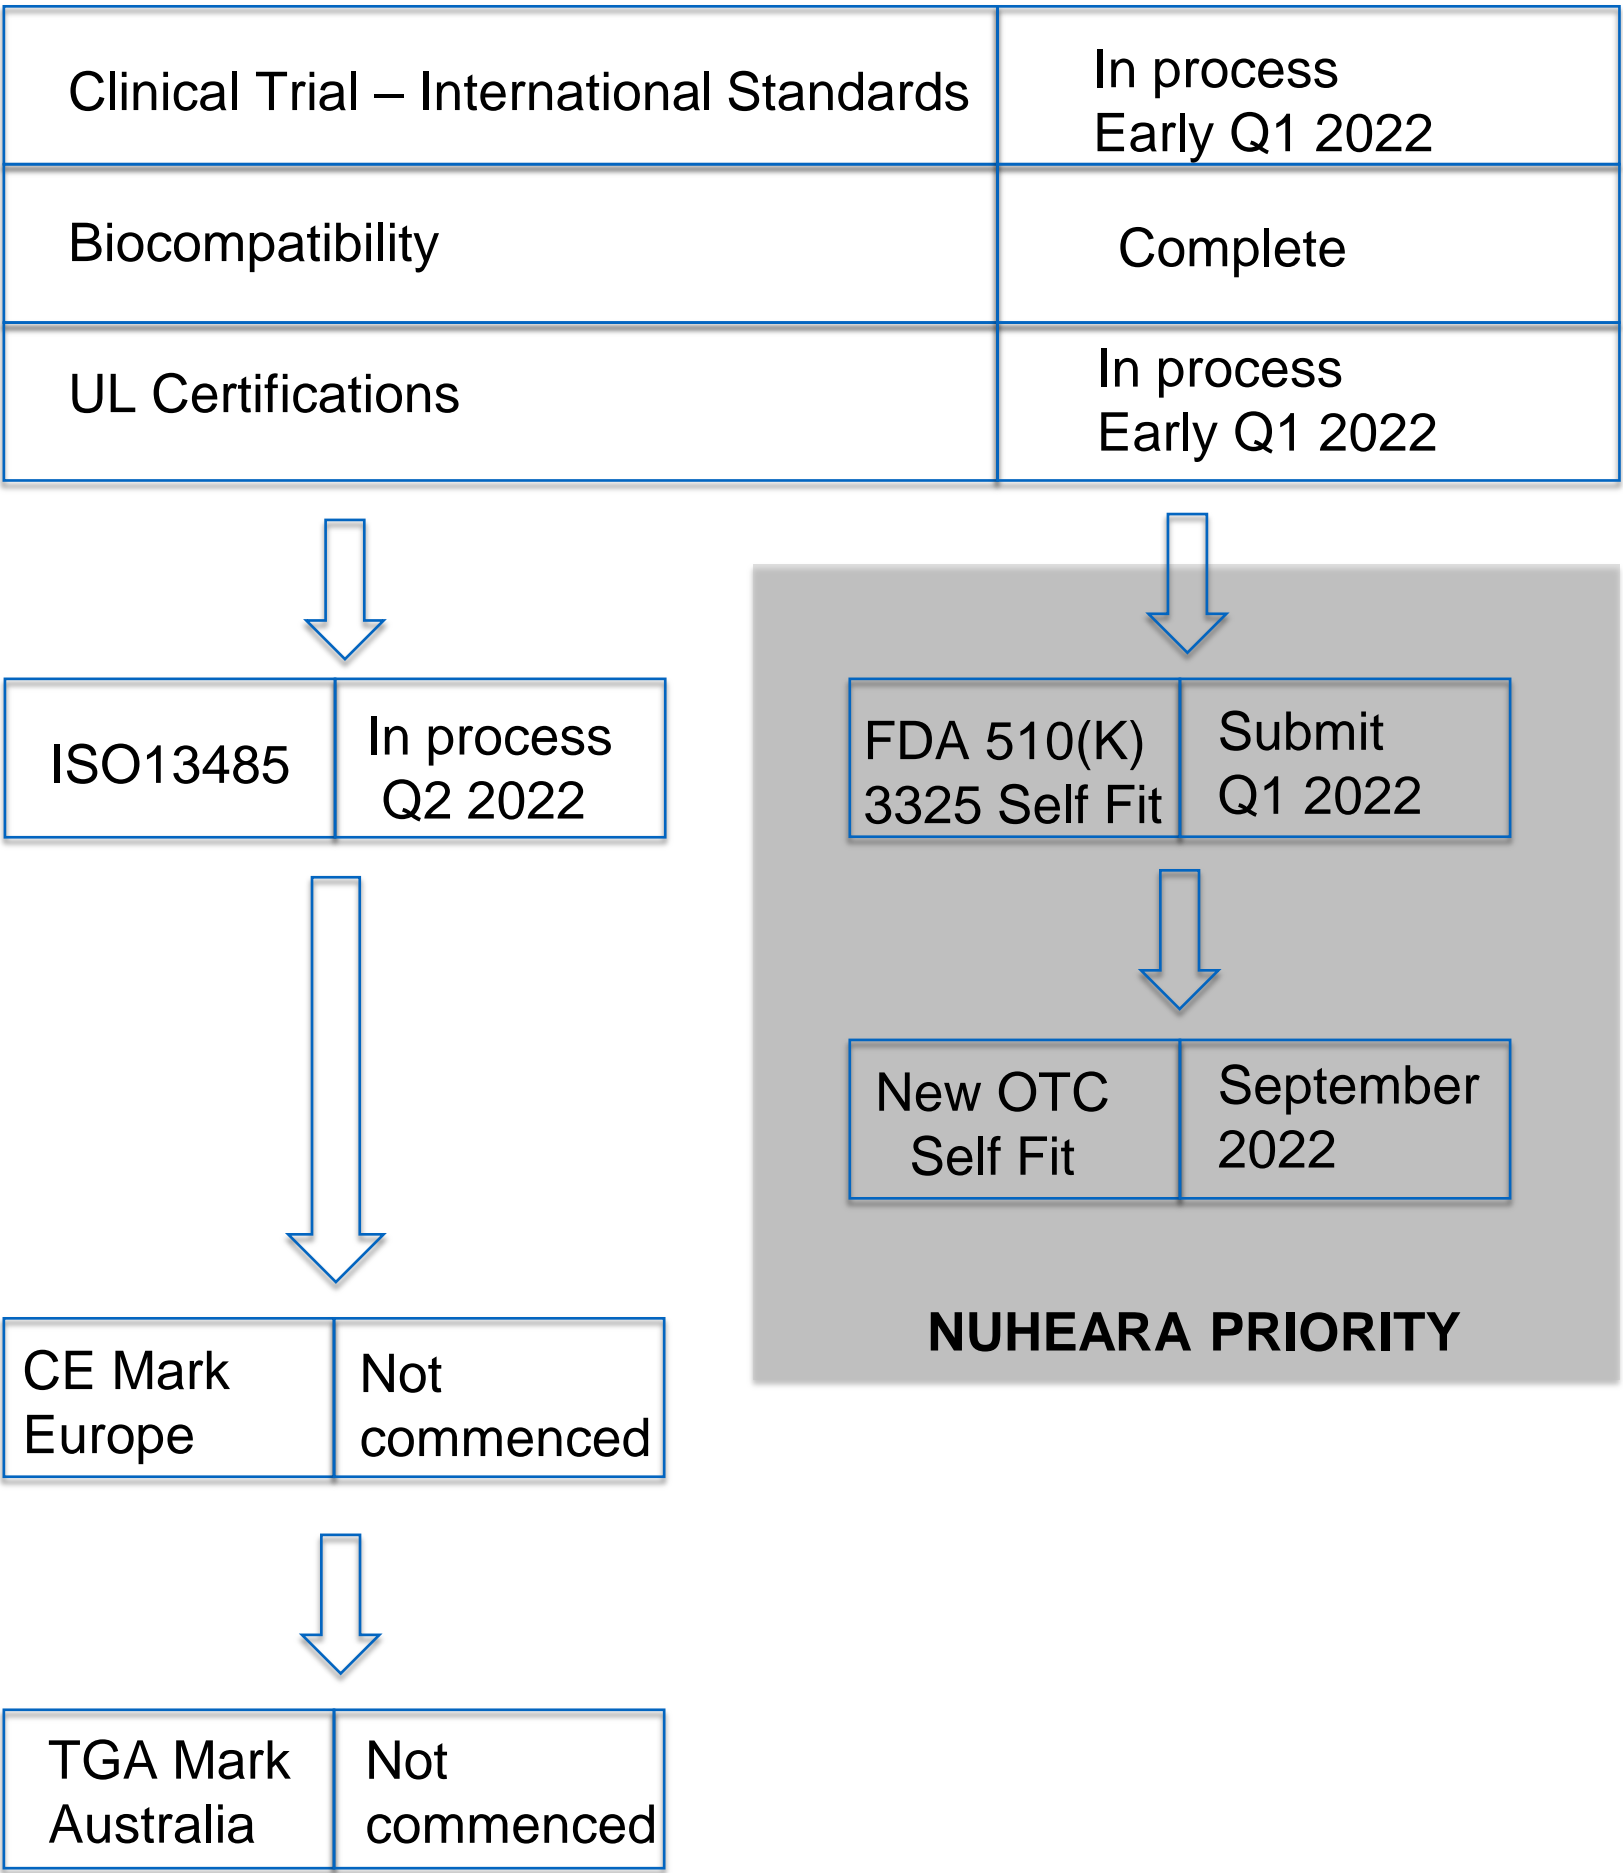 Clinical Trial – International Standards
In process
Early Q1 2022
Biocompatibility
Complete
UL Certifications
In process
Early Q1 2022
ISO13485
In process
Q2 2022
FDA 510(K)
3325 Self Fit
Submit
Q1 2022
New OTC
Self Fit
September
2022
NUHEARA PRIORITY
CE Mark
Europe
Not
commenced
TGA Mark
Australia
Not
commenced